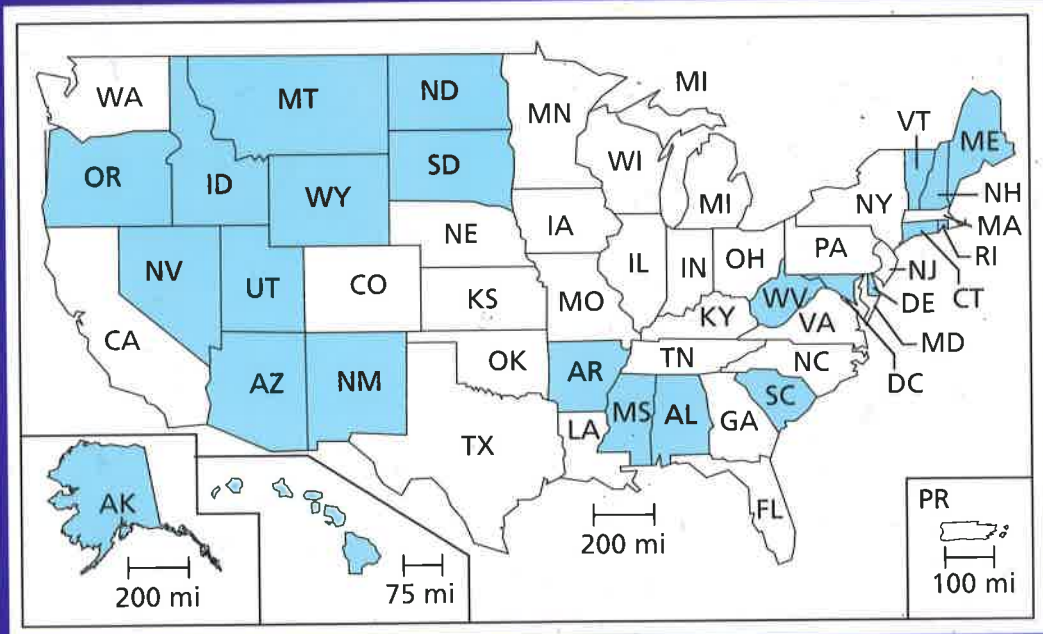 WA
MT
ND
MN
MI
VT
ME
OR
ID
SD
WI
WY
MI
NY
NH
MA
NE
IA
PA
RI
NV
UT
CO
IL
IN
OH
NJ
CT
KS
MO
WV
DE
CA
KY
VA
MD
TN
NC
DC
AZ
NM
OK
AR
SC
MS
AL
GA
TX
LA
AK
FL
PR
200 mi
200 mi
75 mi
100 mi